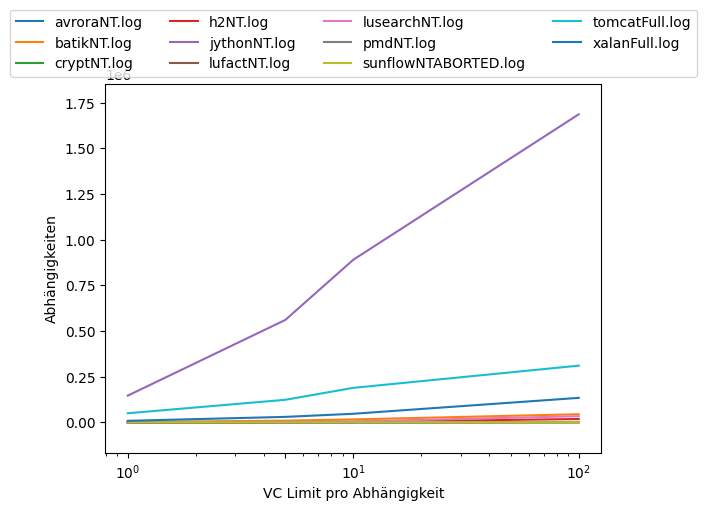 avroraNT.log h2NT.log lusearchNT.log tomcatFull.log
batikNT.log jythonNT.log pmdNT.log xalanFull.log
cryptNT.log lufactNT.log sunflowNTABORTED.log
1e6
1.75
1.50
1.25
1.00
0.75
0.50
0.25
0.00
Abhängigkeiten
10⁰ 10¹ 10²
VC Limit pro Abhängigkeit